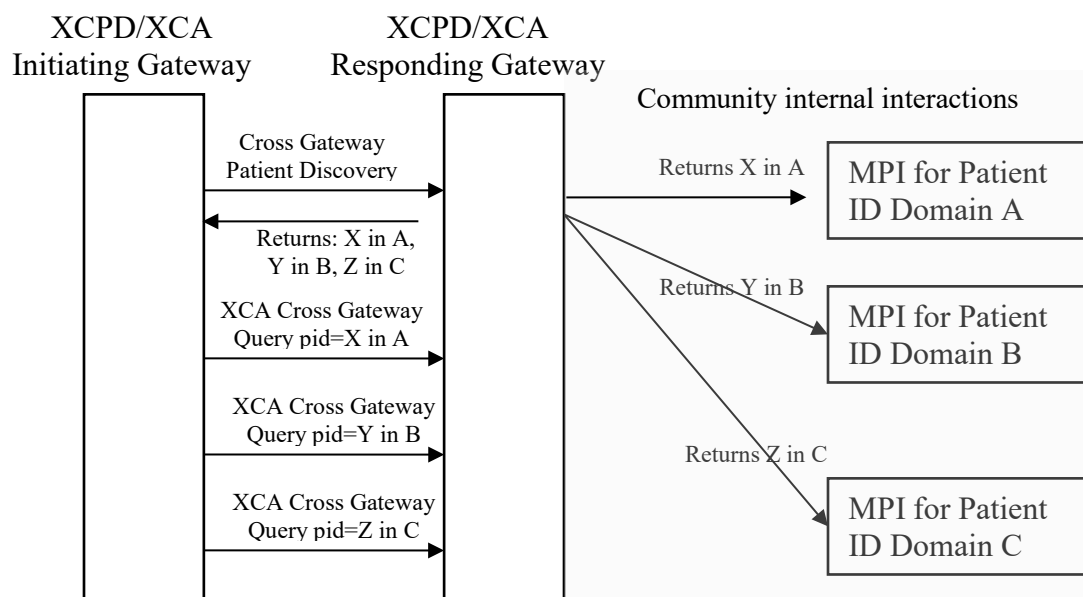 XCPD/XCA
Initiating Gateway
XCPD/XCA
Responding Gateway
Community internal interactions
Cross Gateway
Patient Discovery
Returns X in A
MPI for Patient
ID Domain A
Returns: X in A,
Y in B, Z in C
Returns Y in B
XCA Cross Gateway
Query pid=X in A
MPI for Patient
ID Domain B
XCA Cross Gateway
Query pid=Y in B
Returns Z in C
XCA Cross Gateway
Query pid=Z in C
MPI for Patient
ID Domain C